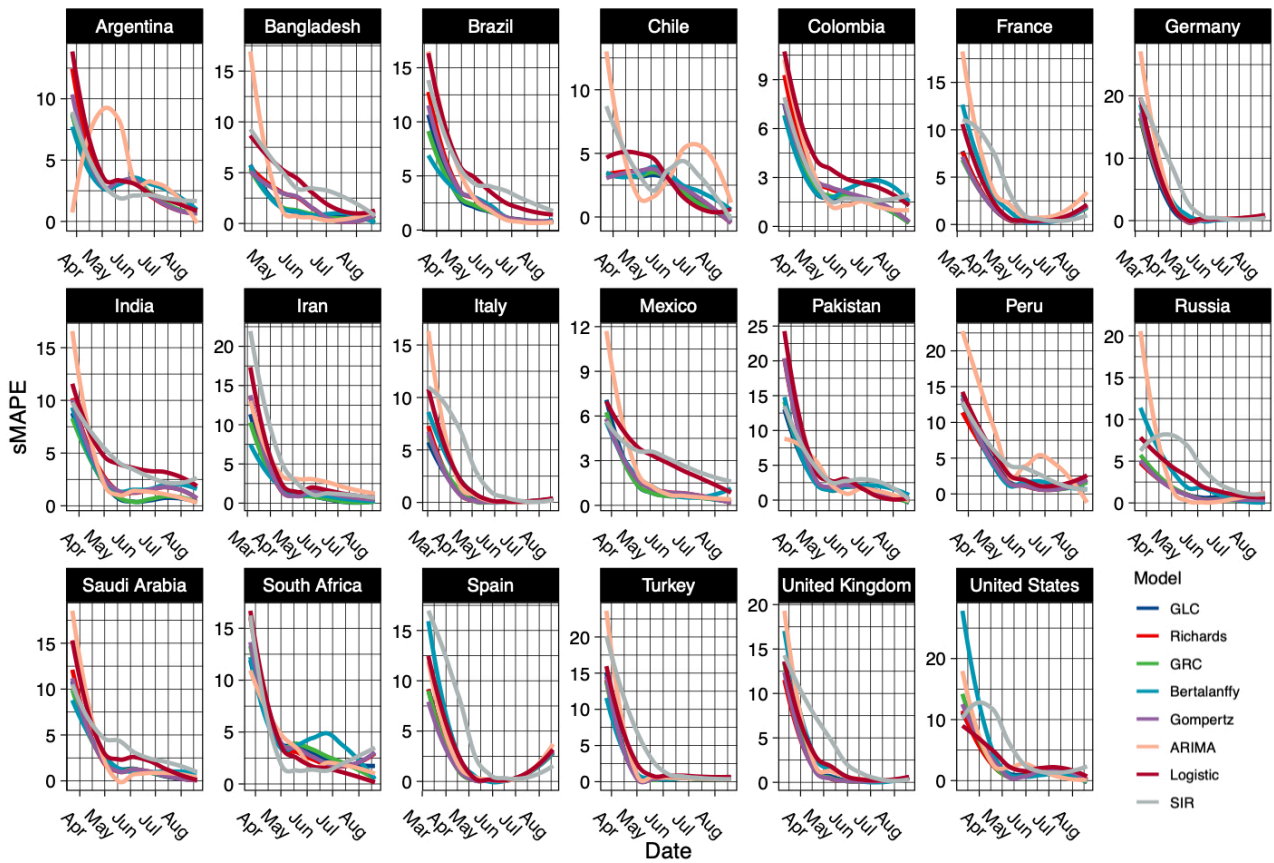 Argentina Bangladesh Brazil Chile Colombia France Germany
10 5 0
15 10 5 0
15 10 5 0
10 5 0
9 6 3 0
15 10 5 0
20 10 0
Apr May Jun Jul Aug
May Jun Jul Aug
Apr May Jun Jul Aug
Apr May Jun Jul Aug
Apr May Jun Jul Aug
Mar Apr May Jun Jul Aug
Mar Apr May Jun Jul Aug
India Iran Italy Mexico Pakistan Peru Russia
sMAPE
15 10 5 0
20 15 10 5 0
15 10 5 0
12 9 6 3 0
25 20 15 10 5 0
20 15 10 5 0
20 15 10 5 0
Apr May Jun Jul Aug
Mar Apr May Jun Jul Aug
Mar Apr May Jun Jul Aug
Apr May Jun Jul Aug
Apr May Jun Jul Aug
Apr May Jun Jul Aug
Apr May Jun Jul Aug
Saudi Arabia South Africa Spain Turkey United Kingdom United States
15 10 5 0
15 10 5 0
15 10 5 0
20 15 10 5 0
20 15 10 5 0
20 10 0
Apr May Jun Jul Aug
Apr May Jun Jul Aug
Mar Apr May Jun Jul Aug
Apr May Jun Jul Aug
Mar Apr May Jun Jul Aug
Mar Apr May Jun Jul Aug
Date
Model
GLC
Richards
GRC
Bertalanffy
Gompertz
ARIMA
Logistic
SIR